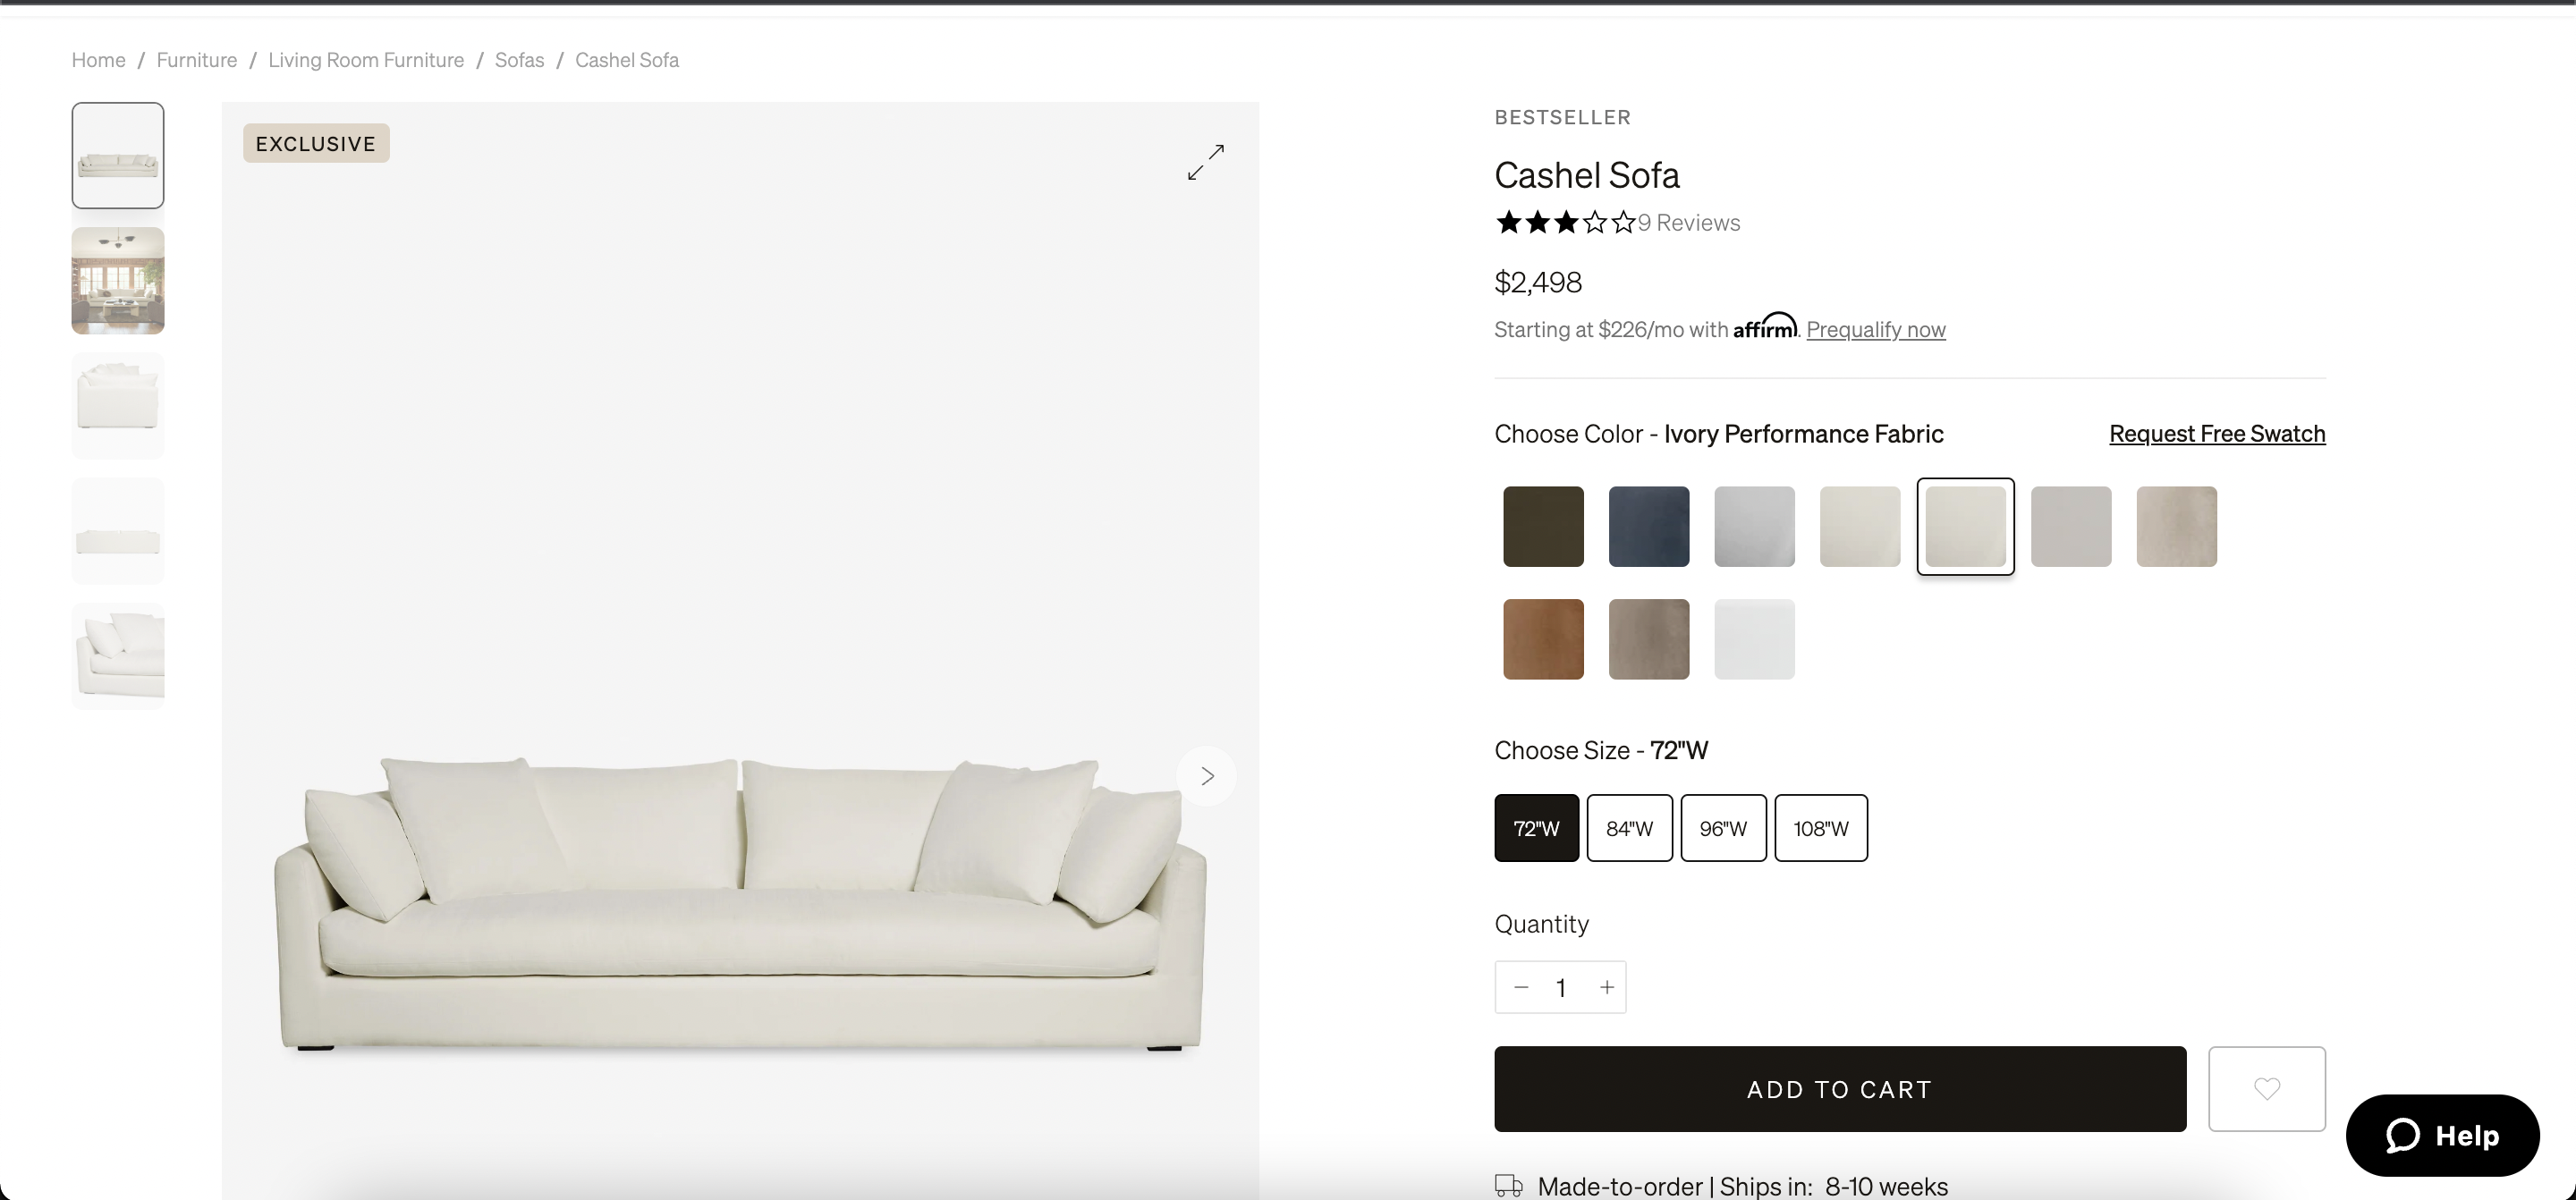 Home / Furniture / Living Room Furniture / Sofas / Cashel Sofa
EXCLUSIVE
BESTSELLER
Cashel Sofa
9 Reviews
$2,498
Starting at $226/mo with affirm. Prequalify now
Choose Color - Ivory Performance Fabric
Request Free Swatch
Choose Size - 72"W
72"W 84"W 96"W 108"W
Quantity
− 1 +
ADD TO CART
Help
Made-to-order | Ships in: 8-10 weeks